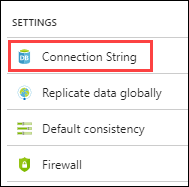 SETTINGS
Connection String
Replicate data globally
Default consistency
Firewall